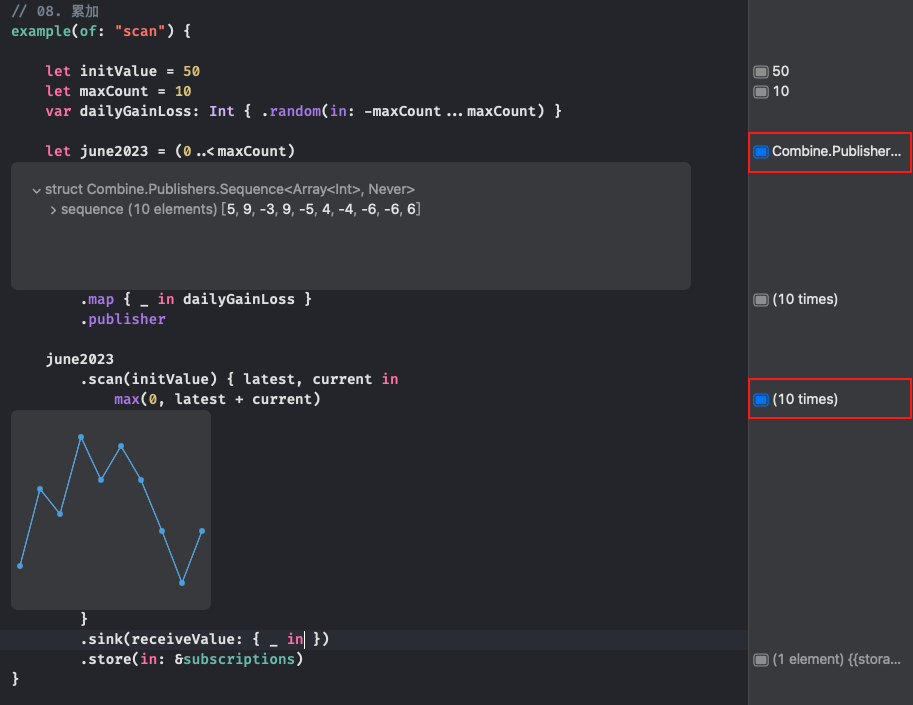 // 08. 累加
example(of: "scan") {
let initValue = 50
50
let maxCount = 10
10
var dailyGainLoss: Int { .random(in: -maxCount...maxCount) }
let june2023 = (0..<maxCount)
Combine.Publisher...
struct Combine.Publishers.Sequence<Array<Int>, Never>
sequence (10 elements) [5, 9, -3, 9, -5, 4, -4, -6, -6, 6]
.map { _ in dailyGainLoss }
(10 times)
.publisher
june2023
.scan(initValue) { latest, current in
max(0, latest + current)
(10 times)
}
.sink(receiveValue: { _ in })
.store(in: &subscriptions)
(1 element) {{stora...
}